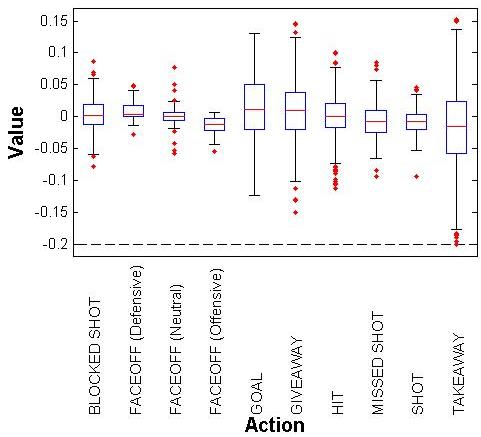 0.15
0.1
0.05
0
-0.05
-0.1
-0.15
-0.2
Value
BLOCKED SHOT
FACEOFF (Defensive)
FACEOFF (Neutral)
FACEOFF (Offensive)
GOAL
GIVEAWAY
HIT
MISSED SHOT
SHOT
TAKEAWAY
Action